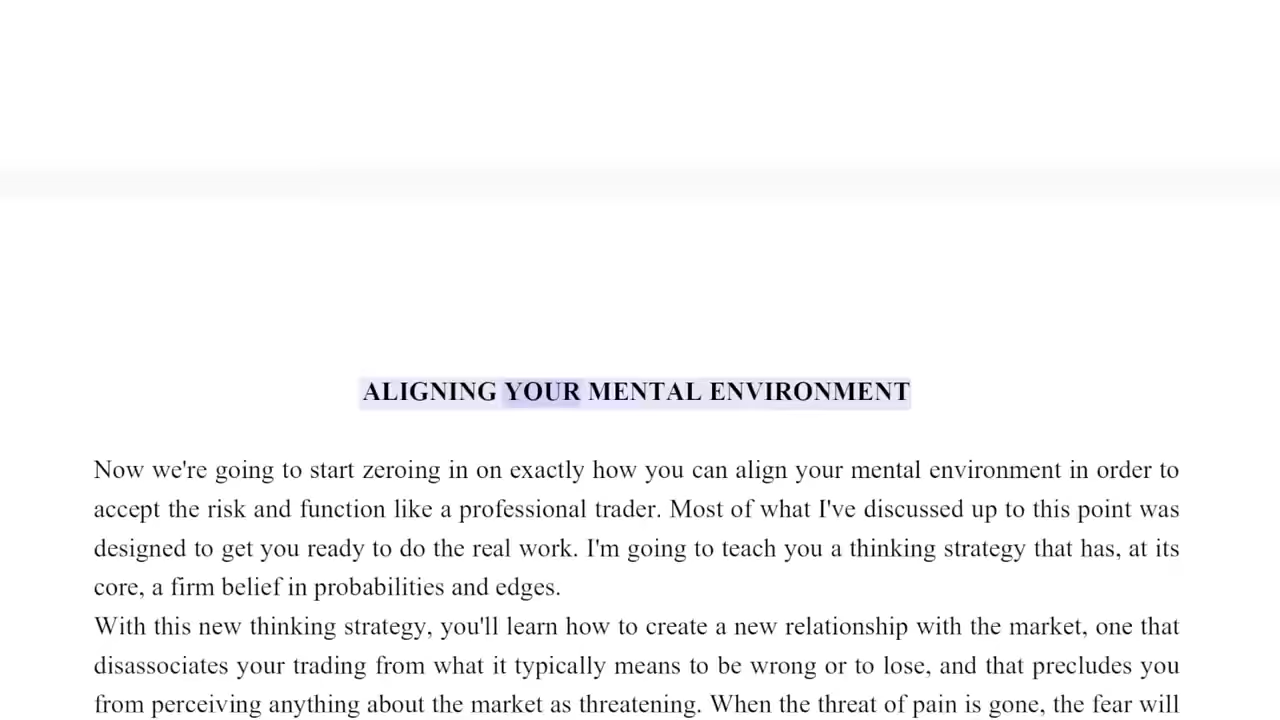 ALIGNING YOUR MENTAL ENVIRONMENT
Now we're going to start zeroing in on exactly how you can align your mental environment in order to
accept the risk and function like a professional trader. Most of what I've discussed up to this point was
designed to get you ready to do the real work. I'm going to teach you a thinking strategy that has, at its
core, a firm belief in probabilities and edges.
With this new thinking strategy, you'll learn how to create a new relationship with the market, one that
disassociates your trading from what it typically means to be wrong or to lose, and that precludes you
from perceiving anything about the market as threatening. When the threat of pain is gone, the fear will